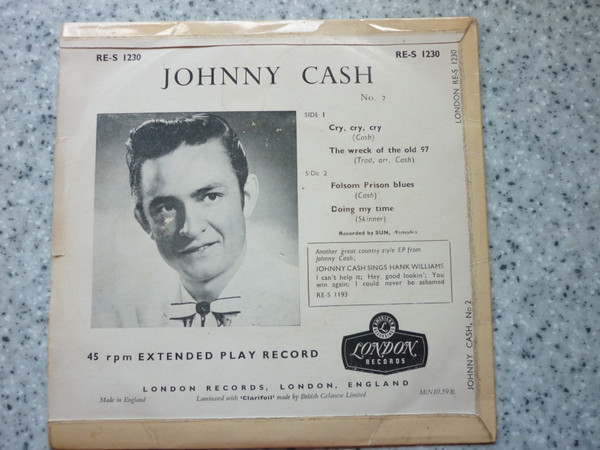 RE-S 1230
RE-S 1230
JOHNNY CASH
No. 2
SIDE 1
Cry, cry, cry
(Cash)
The wreck of the old 97
(Trad. arr. Cash)
SIDE 2
Folsom Prison blues
(Cash)
Doing my time
(Skinner)
Recorded by SUN, Memphis
Another great country-style EP from
Johnny Cash;
JOHNNY CASH SINGS HANK WILLIAMS
I can't help it; Hey, good lookin'; You
win again; I could never be ashamed
RE-S 1193
45 rpm EXTENDED PLAY RECORD
LONDON
RECORDS
LONDON RECORDS, LONDON, ENGLAND
Made in England
Laminated with 'Clarifoil' made by British Celanese Limited
LONDON RE-S 1230
JOHNNY CASH, No 2